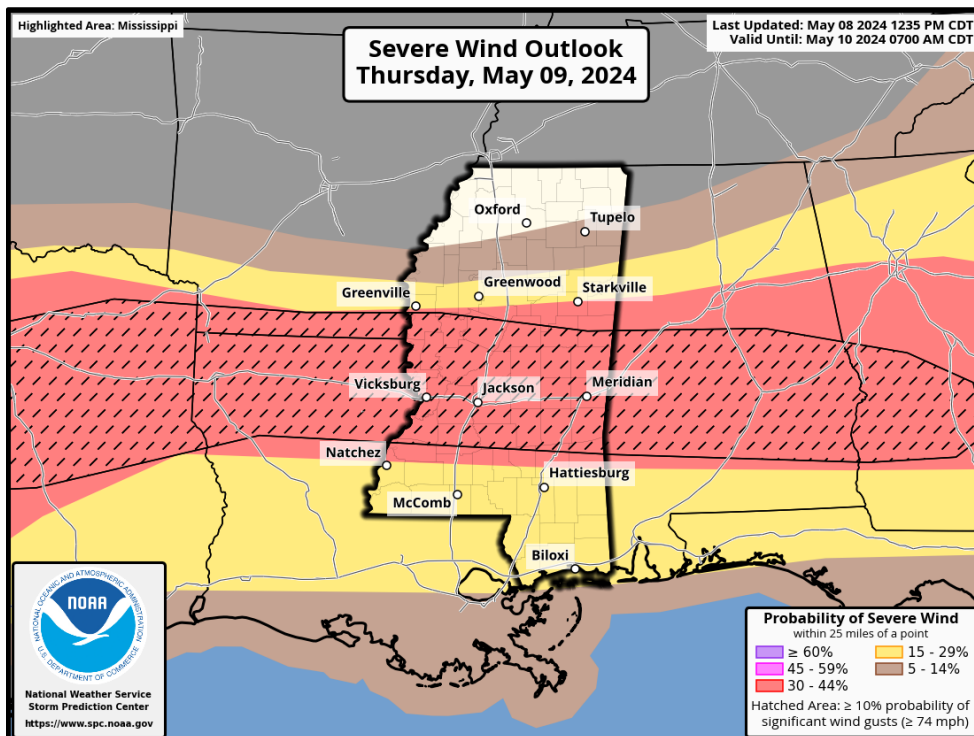 Highlighted Area: Mississippi
Last Updated: May 08 2024 1235 PM CDT
Valid Until: May 10 2024 0700 AM CDT
Severe Wind Outlook
Thursday, May 09, 2024
Oxford
Tupelo
Greenwood
Greenville
Starkville
Vicksburg
Jackson
Meridian
Natchez
Hattiesburg
McComb
Biloxi
NATIONAL OCEANIC AND ATMOSPHERIC ADMINISTRATION
NOAA
U.S. DEPARTMENT OF COMMERCE
National Weather Service
Storm Prediction Center
https://www.spc.noaa.gov
Probability of Severe Wind
within 25 miles of a point
≥ 60%
15 - 29%
45 - 59%
5 - 14%
30 - 44%
Hatched Area: ≥ 10% probability of
significant wind gusts (≥ 74 mph)